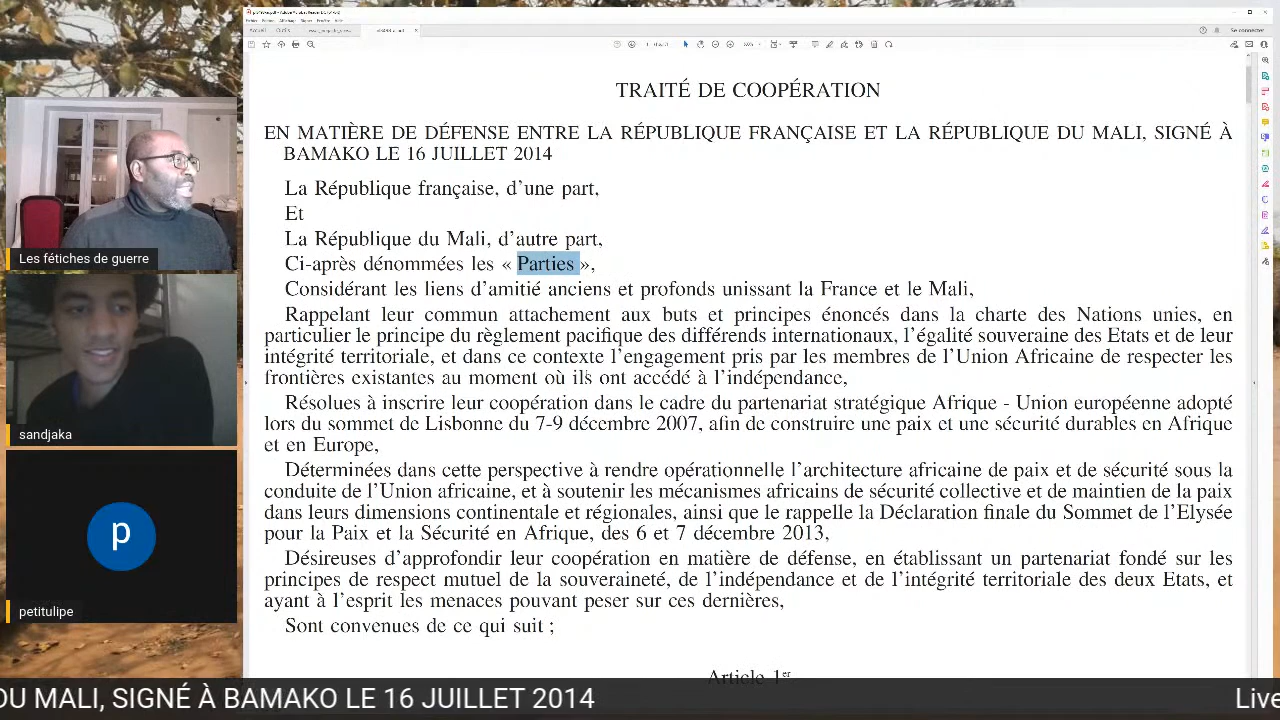 Se connecter
TRAITÉ DE COOPÉRATION
EN MATIÈRE DE DÉFENSE ENTRE LA RÉPUBLIQUE FRANÇAISE ET LA RÉPUBLIQUE DU MALI, SIGNÉ À
BAMAKO LE 16 JUILLET 2014
La République française, d’une part,
Et
La République du Mali, d’autre part,
Ci-après dénommées les « Parties »,
Considérant les liens d’amitié anciens et profonds unissant la France et le Mali,
Rappelant leur commun attachement aux buts et principes énoncés dans la charte des Nations unies, en
particulier le principe du règlement pacifique des différends internationaux, l’égalité souveraine des Etats et de leur
intégrité territoriale, et dans ce contexte l’engagement pris par les membres de l’Union Africaine de respecter les
frontières existantes au moment où ils ont accédé à l’indépendance,
Résolues à inscrire leur coopération dans le cadre du partenariat stratégique Afrique - Union européenne adopté
lors du sommet de Lisbonne du 7-9 décembre 2007, afin de construire une paix et une sécurité durables en Afrique
et en Europe,
Déterminées dans cette perspective à rendre opérationnelle l’architecture africaine de paix et de sécurité sous la
conduite de l’Union africaine, et à soutenir les mécanismes africains de sécurité collective et de maintien de la paix
dans leurs dimensions continentale et régionales, ainsi que le rappelle la Déclaration finale du Sommet de l’Elysée
pour la Paix et la Sécurité en Afrique, des 6 et 7 décembre 2013,
Désireuses d’approfondir leur coopération en matière de défense, en établissant un partenariat fondé sur les
principes de respect mutuel de la souveraineté, de l’indépendance et de l’intégrité territoriale des deux Etats, et
ayant à l’esprit les menaces pouvant peser sur ces dernières,
Sont convenues de ce qui suit ;
Article 1er
Les fétiches de guerre
sandjaka
p
petitulipe
DU MALI, SIGNÉ À BAMAKO LE 16 JUILLET 2014
Live